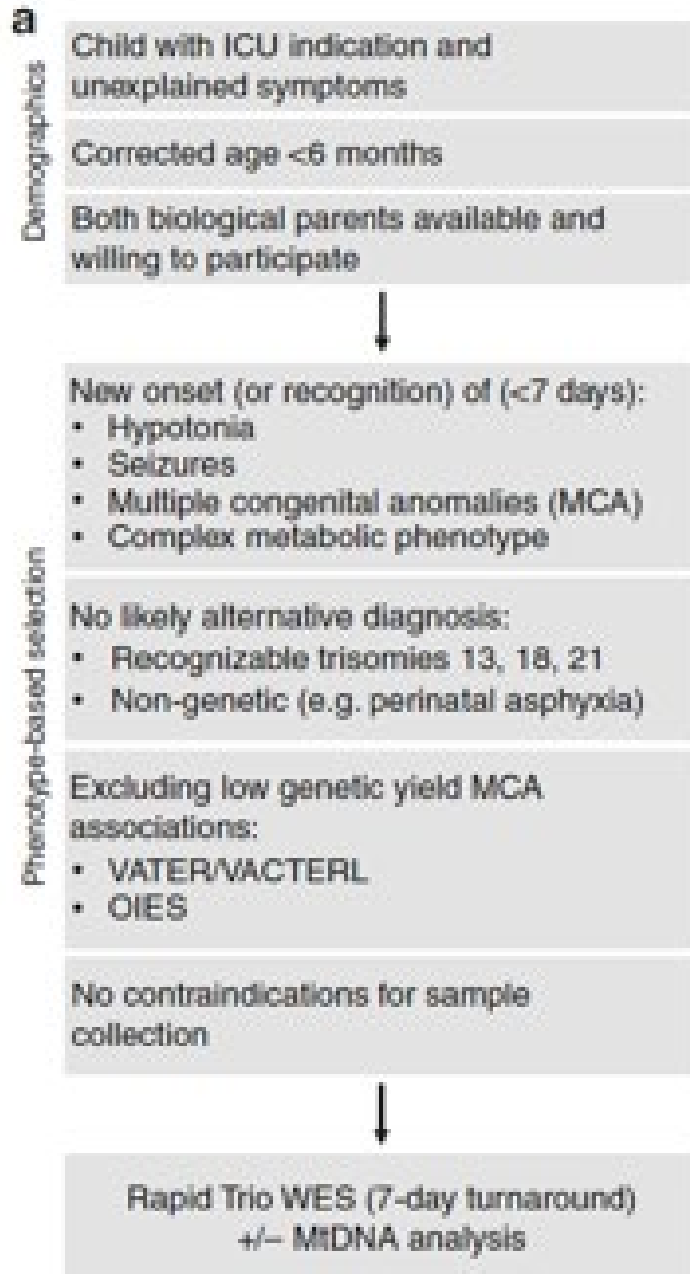 a
Demographics
Child with ICU indication and
unexplained symptoms
Corrected age <6 months
Both biological parents available and
willing to participate
Phenotype-based selection
New onset (or recognition) of (<7 days):
• Hypotonia
• Seizures
• Multiple congenital anomalies (MCA)
• Complex metabolic phenotype
No likely alternative diagnosis:
• Recognizable trisomies 13, 18, 21
• Non-genetic (e.g. perinatal asphyxia)
Excluding low genetic yield MCA
associations:
• VATER/VACTERL
• OIES
No contraindications for sample
collection
Rapid Trio WES (7-day turnaround)
+/− MtDNA analysis